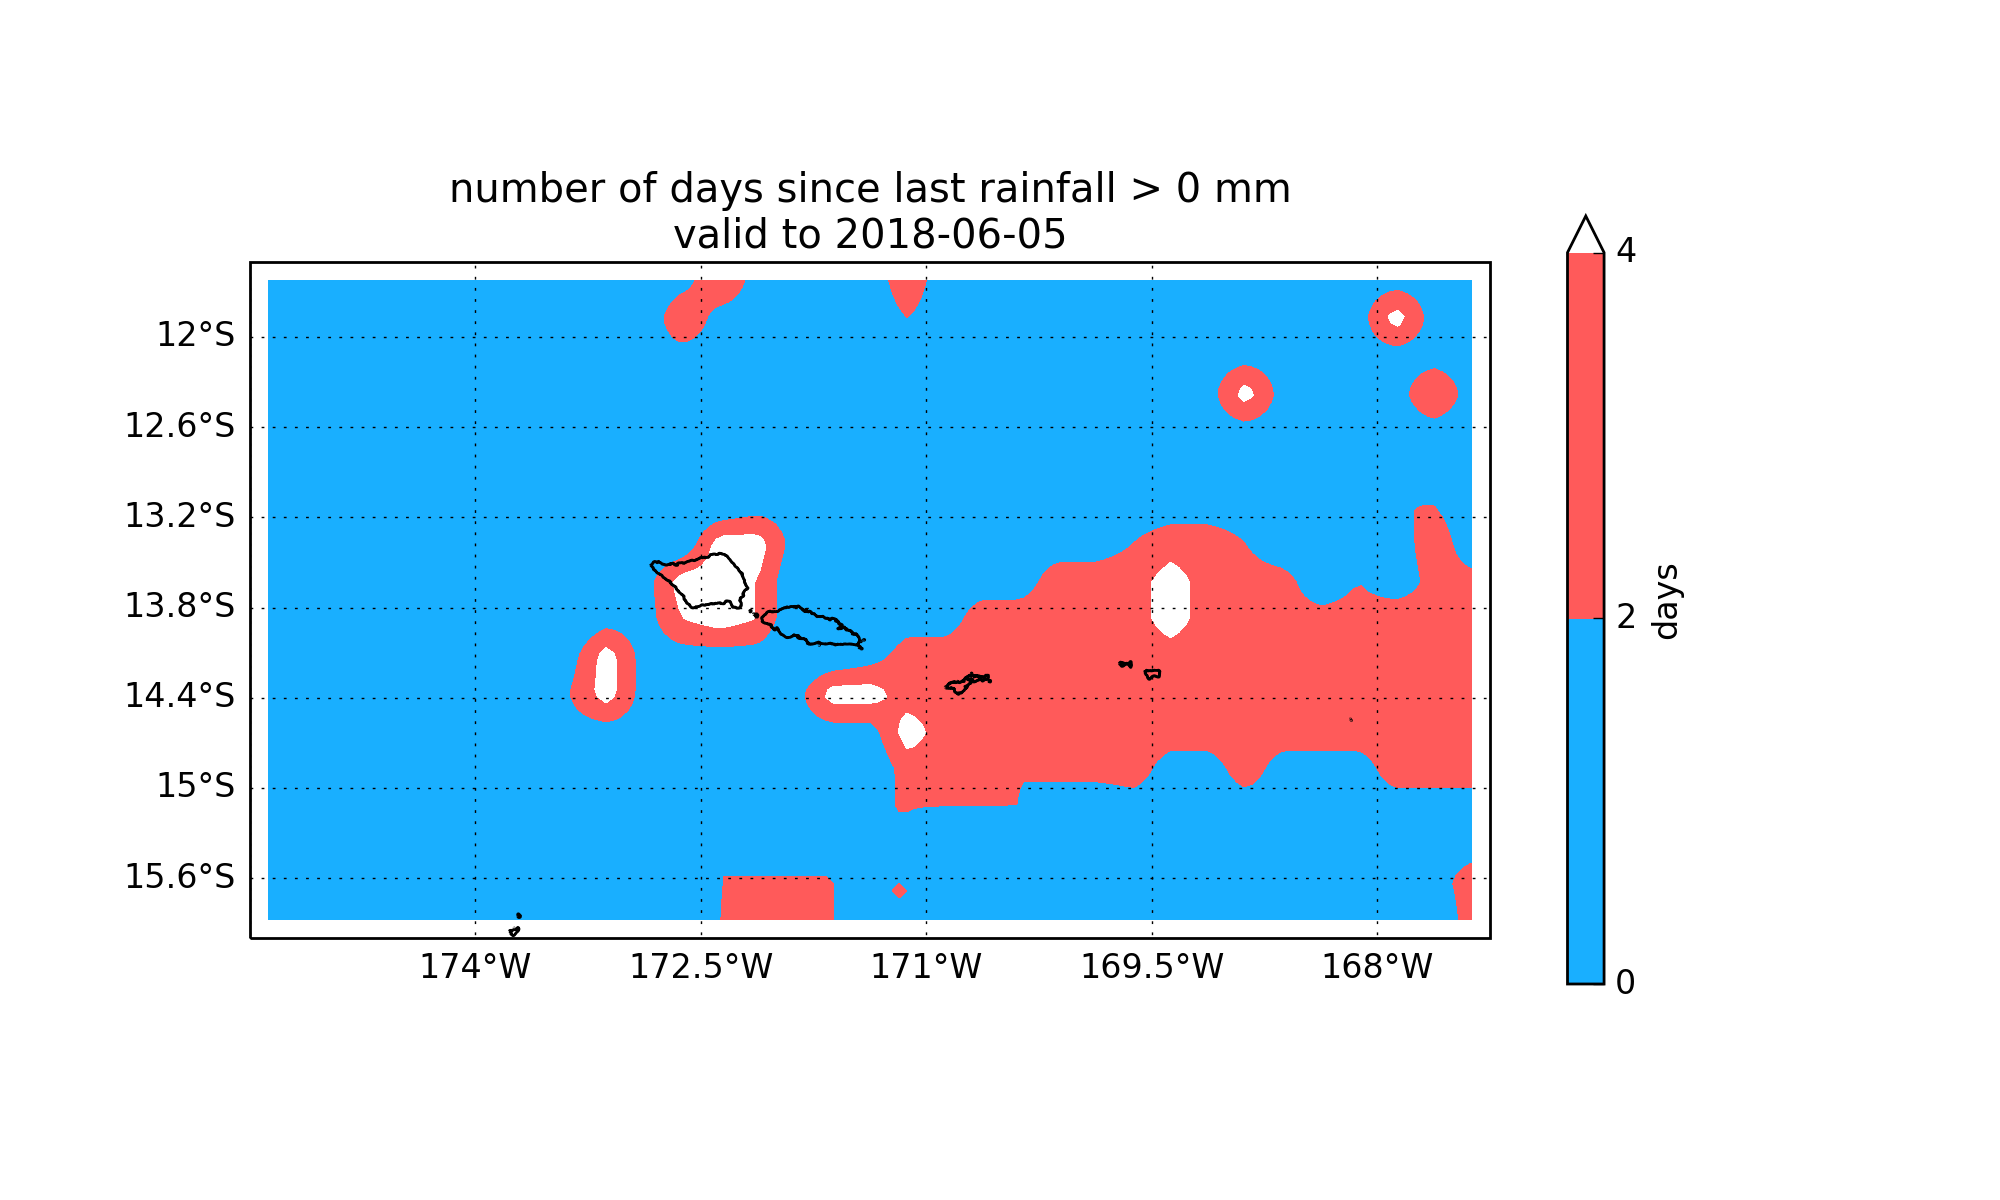 number of days since last rainfall > 0 mm
valid to 2018-06-05
12°S
12.6°S
13.2°S
13.8°S
14.4°S
15°S
15.6°S
174°W
172.5°W
171°W
169.5°W
168°W
4
2
0
days